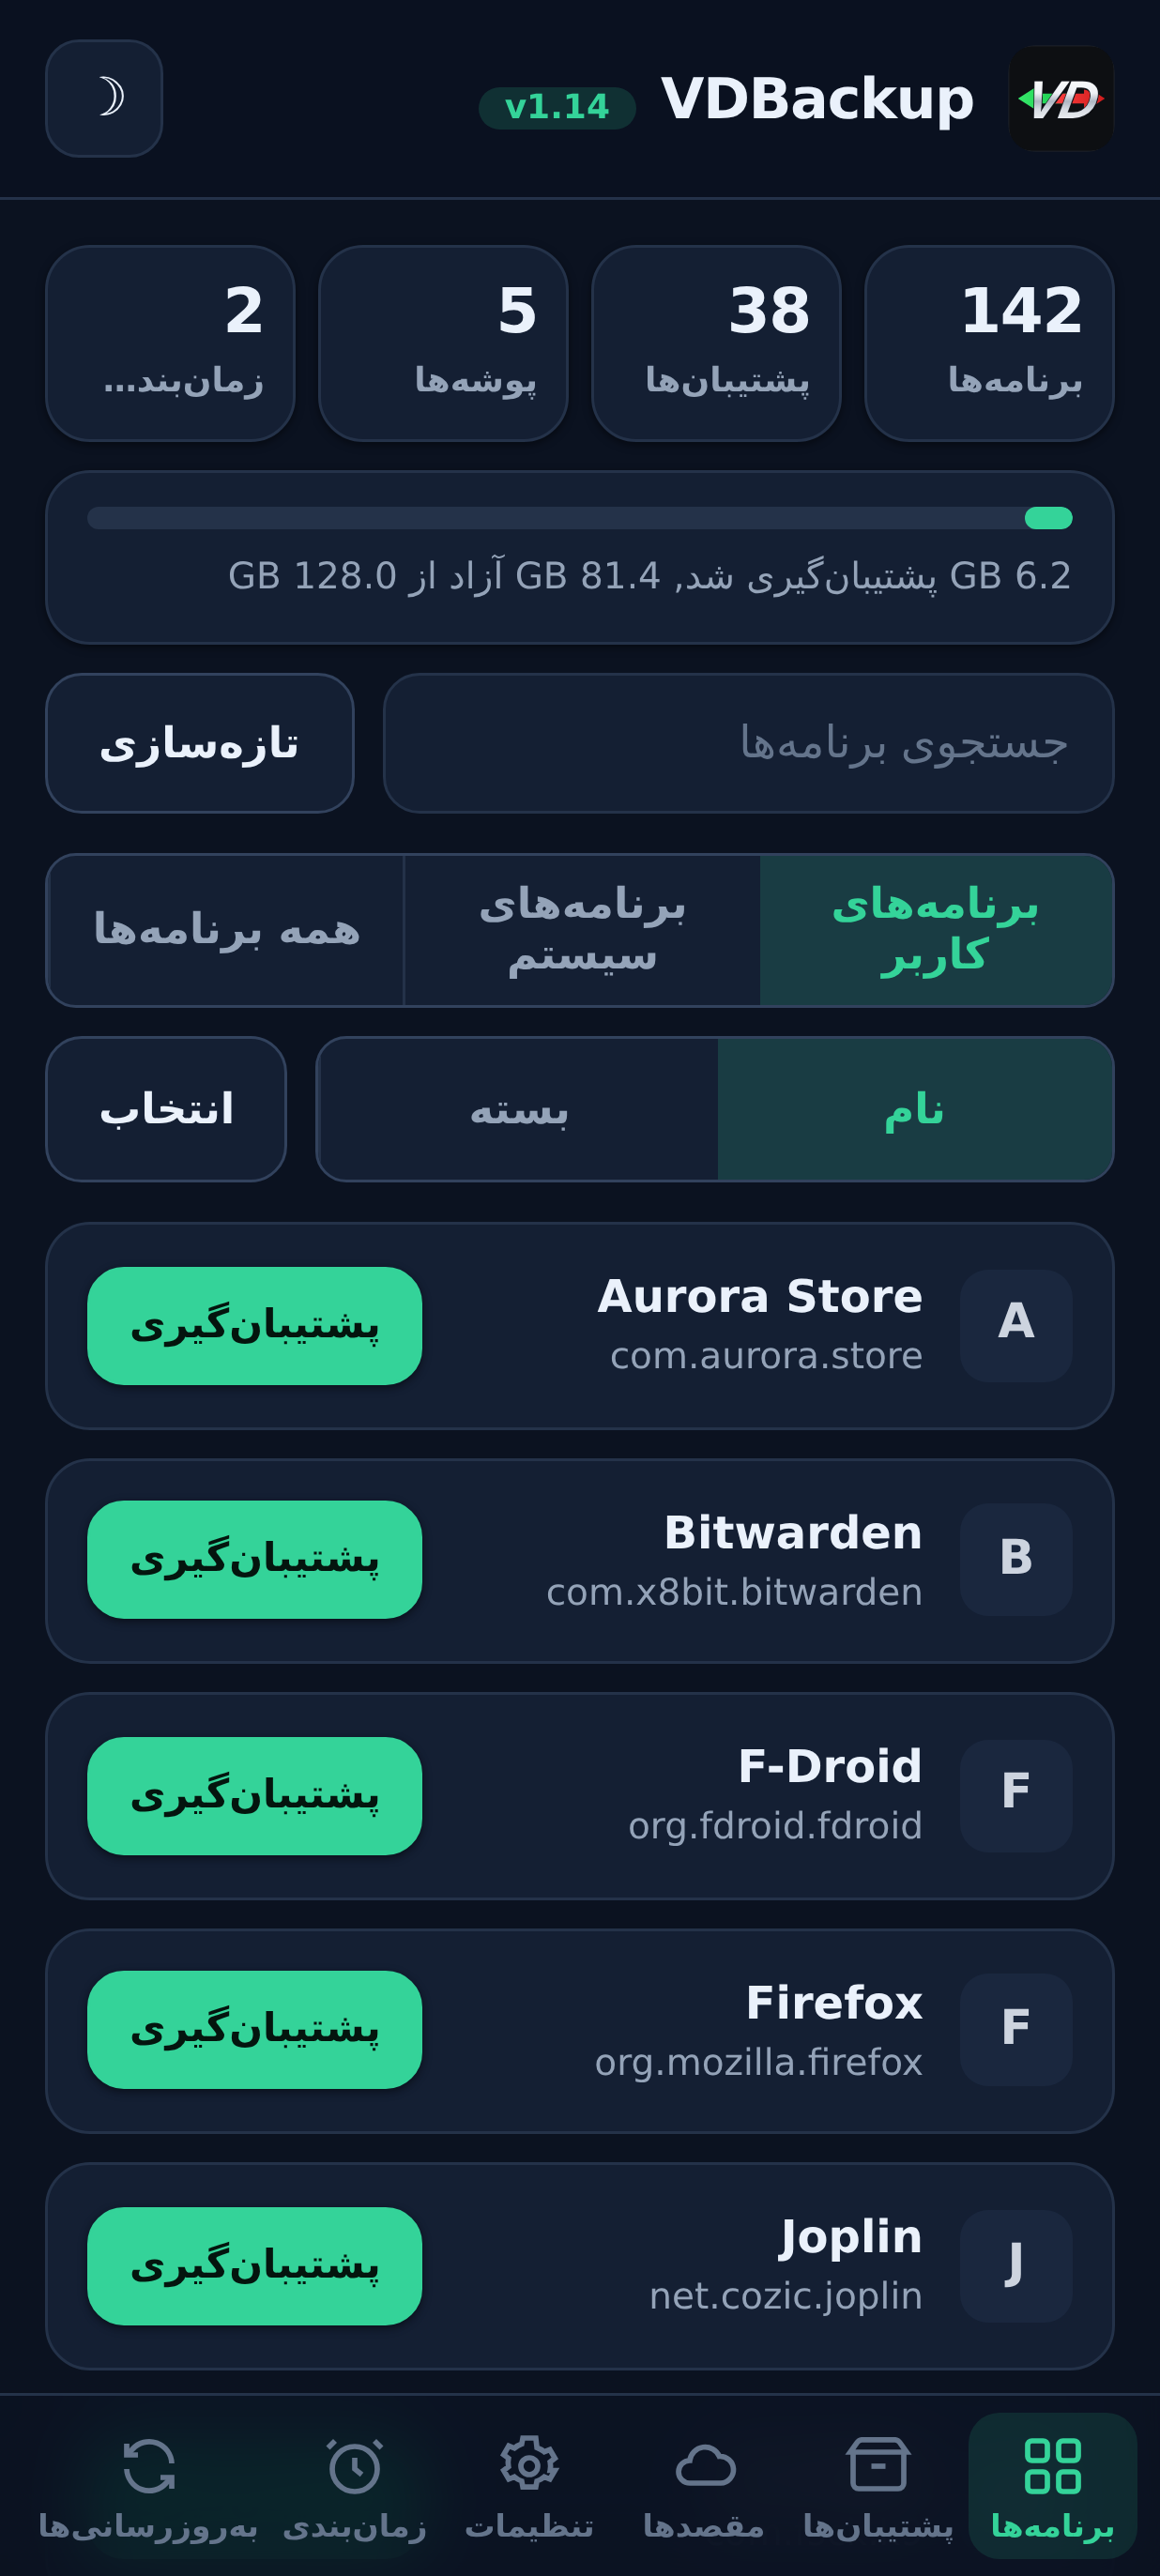 VD
VDBackup
v1.14
☽
142
برنامه‌ها
38
پشتیبان‌ها
5
پوشه‌ها
2
زمان‌بند…
6.2 GB پشتیبان‌گیری شد, 81.4 GB آزاد از 128.0 GB
جستجوی برنامه‌ها
تازه‌سازی
برنامه‌های
کاربر
برنامه‌های
سیستم
همه برنامه‌ها
نام
بسته
انتخاب
A
Aurora Store
com.aurora.store
پشتیبان‌گیری
B
Bitwarden
com.x8bit.bitwarden
پشتیبان‌گیری
F
F-Droid
org.fdroid.fdroid
پشتیبان‌گیری
F
Firefox
org.mozilla.firefox
پشتیبان‌گیری
J
Joplin
net.cozic.joplin
پشتیبان‌گیری
برنامه‌ها
پشتیبان‌ها
مقصدها
تنظیمات
زمان‌بندی
به‌روزرسانی‌ها